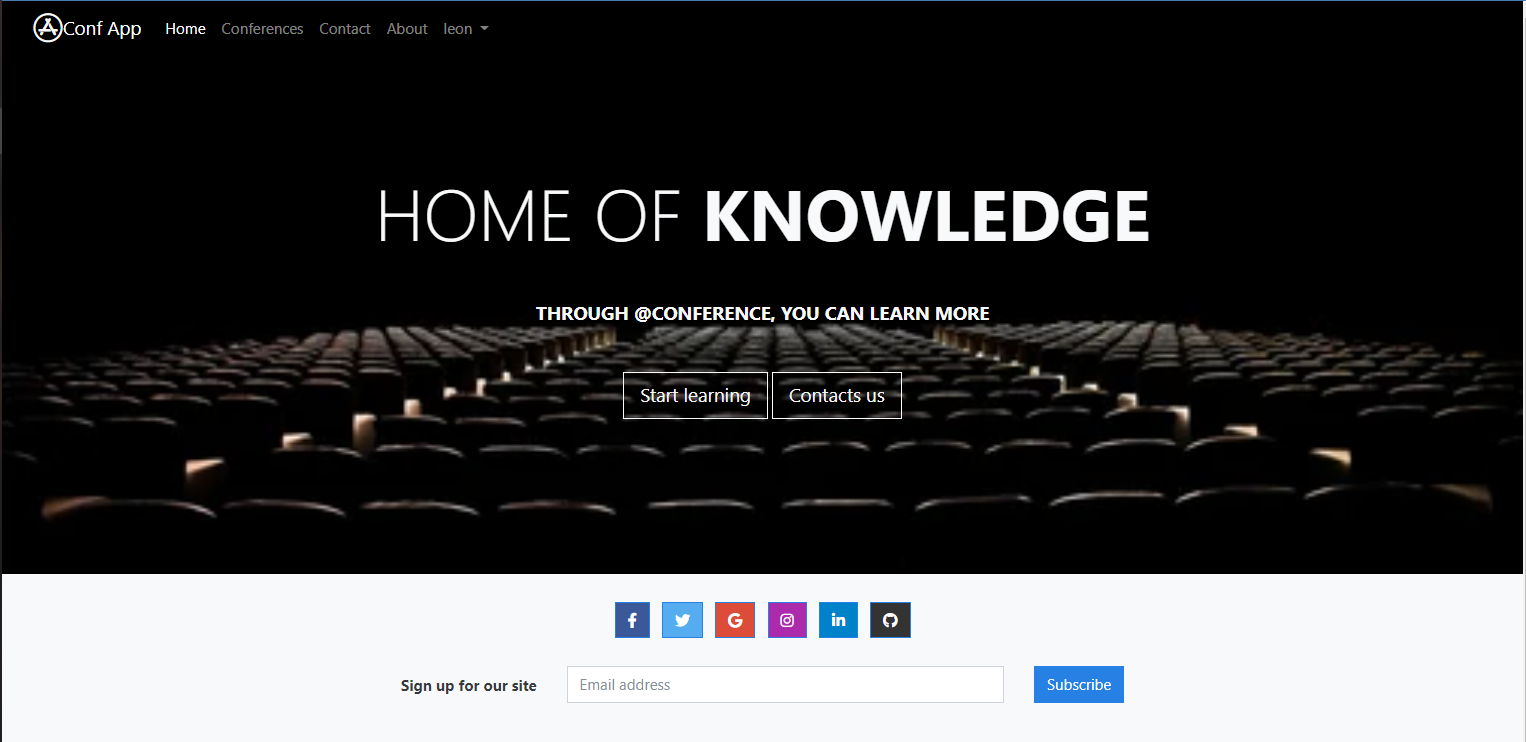 Conf App Home Conferences Contact About leon
HOME OF KNOWLEDGE
THROUGH @CONFERENCE, YOU CAN LEARN MORE
Start learning Contacts us
Sign up for our site Email address Subscribe